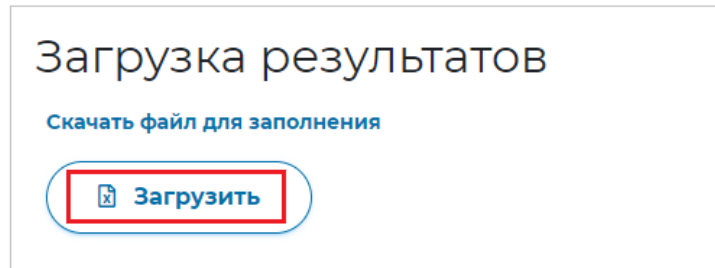 Загрузка результатов
Скачать файл для заполнения
Загрузить